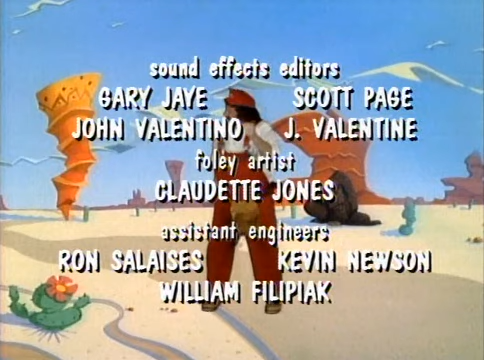 sound effects editors
GARY JAYE SCOTT PAGE
JOHN VALENTINO J. VALENTINE
foley artist
CLAUDETTE JONES
assistant engineers
RON SALAISES KEVIN NEWSON
WILLIAM FILIPIAK